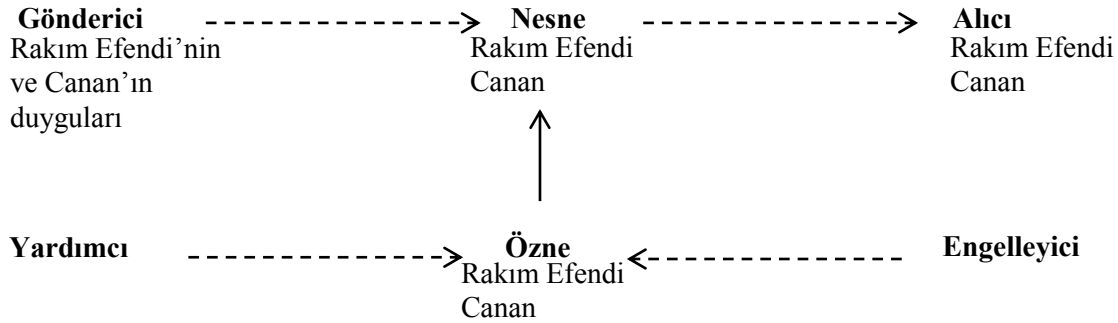 Gönderici
Rakım Efendi’nin
ve Canan’ın
duyguları
Nesne
Rakım Efendi
Canan
Alıcı
Rakım Efendi
Canan
Yardımcı
Özne
Rakım Efendi
Canan
Engelleyici